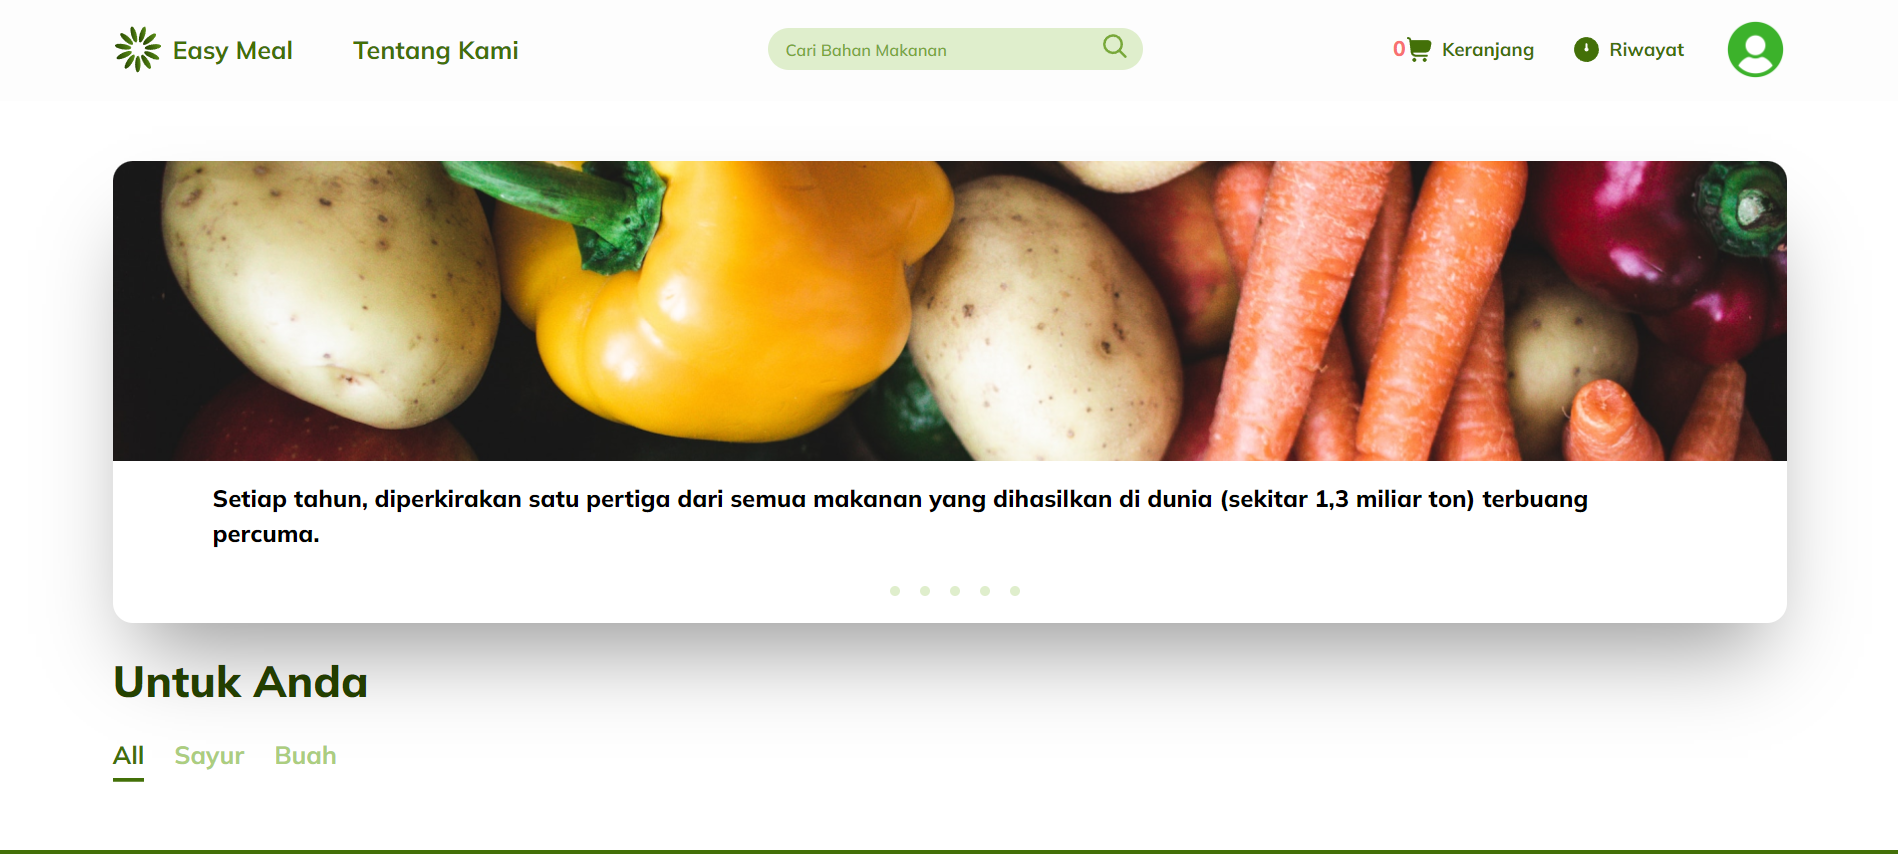 Easy Meal
Tentang Kami
Cari Bahan Makanan
0
Keranjang
Riwayat
Setiap tahun, diperkirakan satu pertiga dari semua makanan yang dihasilkan di dunia (sekitar 1,3 miliar ton) terbuang
percuma.
Untuk Anda
All
Sayur
Buah